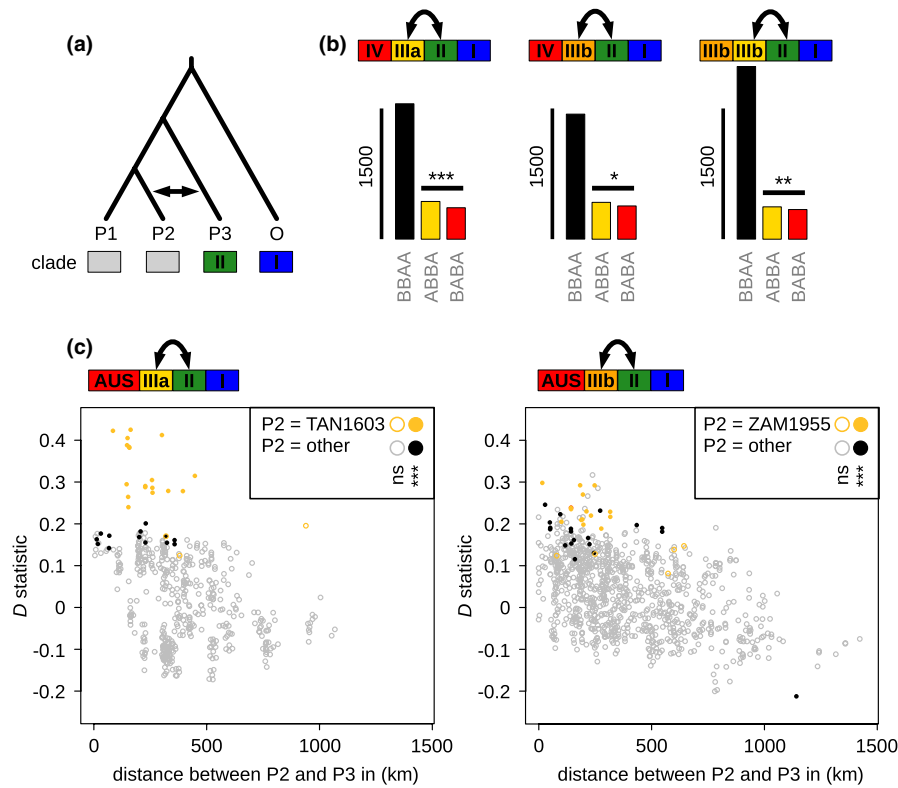 (a)
P1 P2 P3 O
clade II I
(b)
IV IIIa II I
1500
***
BBAA ABBA BABA
IV IIIb II I
1500
*
BBAA ABBA BABA
IIIb IIIb II I
1500
**
BBAA ABBA BABA
(c)
AUS IIIa II I
P2 = TAN1603
P2 = other
ns ***
D statistic
0.4
0.3
0.2
0.1
0
-0.1
-0.2
0 500 1000 1500
distance between P2 and P3 in (km)
AUS IIIb II I
P2 = ZAM1955
P2 = other
ns ***
D statistic
0.4
0.3
0.2
0.1
0
-0.1
-0.2
0 500 1000 1500
distance between P2 and P3 in (km)